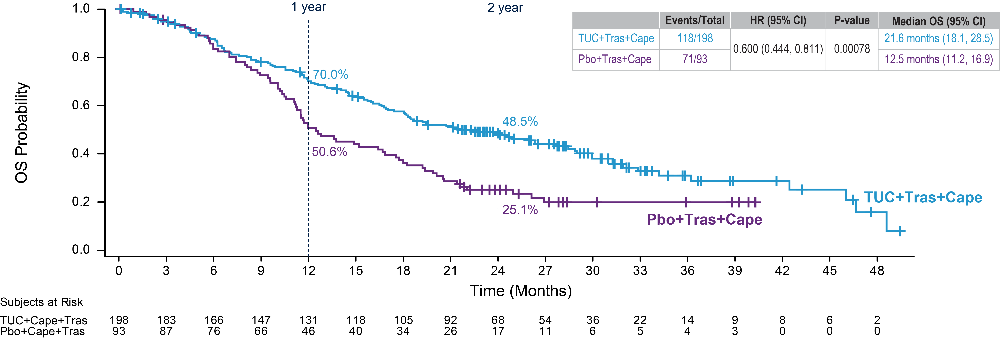 1 year
2 year
Events/Total HR (95% CI) P-value Median OS (95% CI)
TUC+Tras+Cape 118/198 0.600 (0.444, 0.811) 0.00078 21.6 months (18.1, 28.5)
Pbo+Tras+Cape 71/93 12.5 months (11.2, 16.9)
OS Probability
1.0
0.8
0.6
0.4
0.2
0.0
70.0%
48.5%
50.6%
25.1%
TUC+Tras+Cape
Pbo+Tras+Cape
0 3 6 9 12 15 18 21 24 27 30 33 36 39 42 45 48
Time (Months)
Subjects at Risk
TUC+Cape+Tras 198 183 166 147 131 118 105 92 68 54 36 22 14 9 8 6 2
Pbo+Cape+Tras 93 87 76 66 46 40 34 26 17 11 6 5 4 3 0 0 0